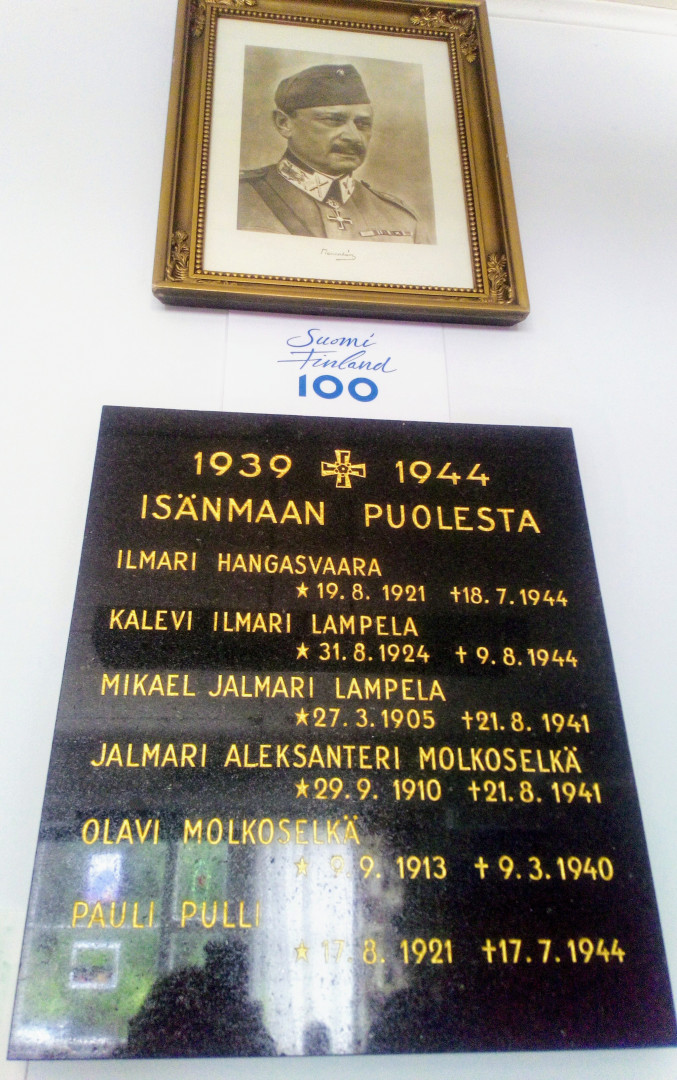 Suomi
Finland
100
1939 1944
ISÄNMAAN PUOLESTA
ILMARI HANGASVAARA
★ 19. 8. 1921 ✝ 18. 7. 1944
KALEVI ILMARI LAMPELA
★ 31. 8. 1924 ✝ 9. 8. 1944
MIKAEL JALMARI LAMPELA
★ 27. 3. 1905 ✝ 21. 8. 1941
JALMARI ALEKSANTERI MOLKOSELKÄ
★ 29. 9. 1910 ✝ 21. 8. 1941
OLAVI MOLKOSELKÄ
★ 9. 9. 1913 ✝ 9. 3. 1940
PAULI PULLI
★ 17. 8. 1921 ✝ 17. 7. 1944